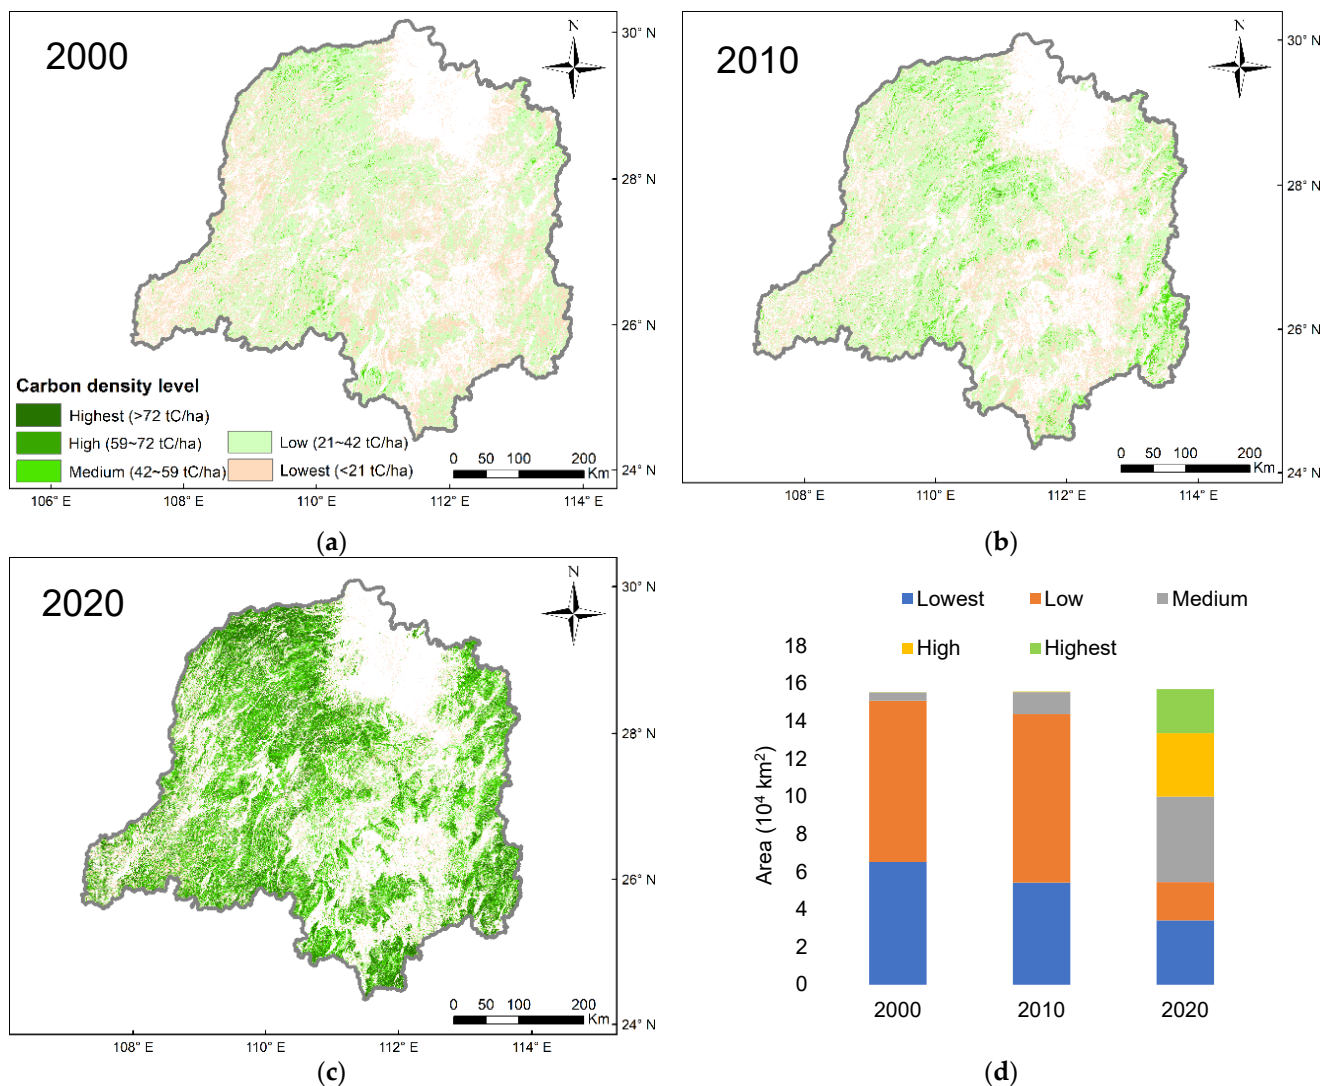 2000
N
30° N
28° N
26° N
24° N
Carbon density level
Highest (>72 tC/ha)
High (59~72 tC/ha)
Medium (42~59 tC/ha)
Low (21~42 tC/ha)
Lowest (<21 tC/ha)
0 50 100 200
Km
106° E 108° E 110° E 112° E 114° E
(a)
2010
N
30° N
28° N
26° N
24° N
0 50 100 200
Km
108° E 110° E 112° E 114° E
(b)
2020
N
30° N
28° N
26° N
24° N
0 50 100 200
Km
108° E 110° E 112° E 114° E
(c)
Lowest Low Medium
High Highest
Area (10⁴ km²)
18
16
14
12
10
8
6
4
2
0
2000 2010 2020
(d)